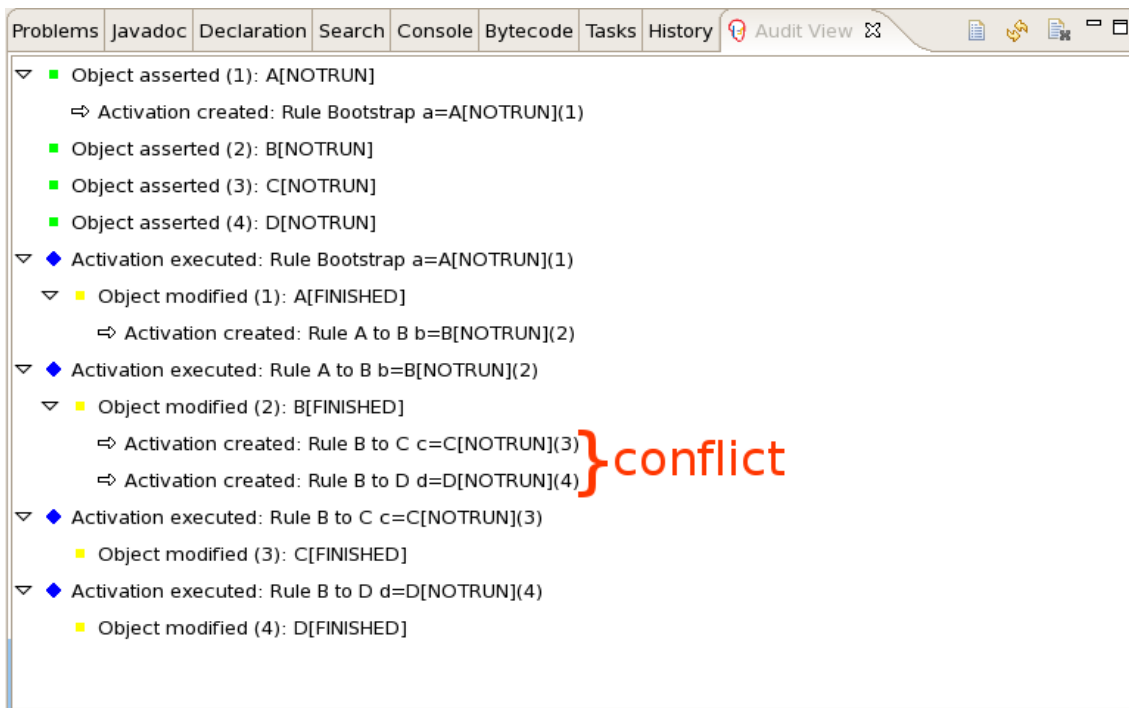 Problems Javadoc Declaration Search Console Bytecode Tasks History Audit View
Object asserted (1): A[NOTRUN]
Activation created: Rule Bootstrap a=A[NOTRUN](1)
Object asserted (2): B[NOTRUN]
Object asserted (3): C[NOTRUN]
Object asserted (4): D[NOTRUN]
Activation executed: Rule Bootstrap a=A[NOTRUN](1)
Object modified (1): A[FINISHED]
Activation created: Rule A to B b=B[NOTRUN](2)
Activation executed: Rule A to B b=B[NOTRUN](2)
Object modified (2): B[FINISHED]
Activation created: Rule B to C c=C[NOTRUN](3)
Activation created: Rule B to D d=D[NOTRUN](4)
}conflict
Activation executed: Rule B to C c=C[NOTRUN](3)
Object modified (3): C[FINISHED]
Activation executed: Rule B to D d=D[NOTRUN](4)
Object modified (4): D[FINISHED]